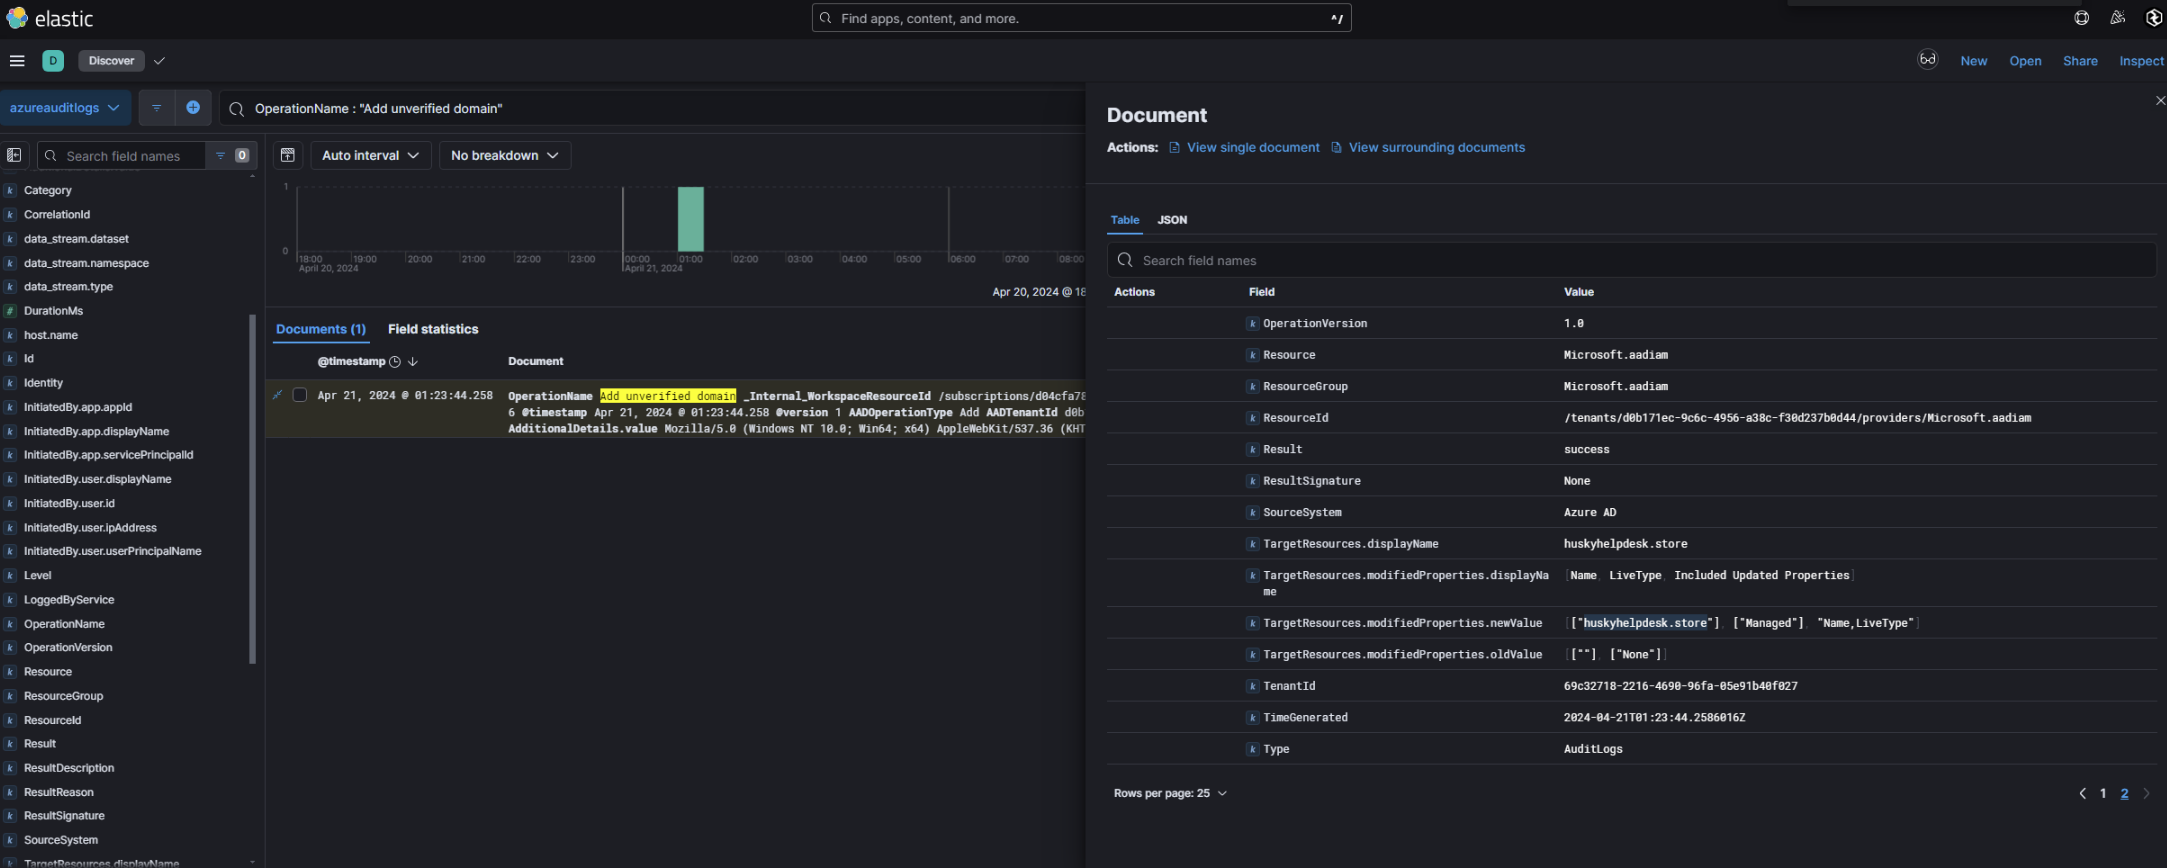 elastic
Find apps, content, and more.
^/
D
Discover
New
Open
Share
Inspect
azureauditlogs
OperationName : "Add unverified domain"
Search field names
0
Auto interval
No breakdown
k Category
k CorrelationId
k data_stream.dataset
k data_stream.namespace
k data_stream.type
# DurationMs
k host.name
k Id
k Identity
k InitiatedBy.app.appId
k InitiatedBy.app.displayName
k InitiatedBy.app.servicePrincipalId
k InitiatedBy.user.displayName
k InitiatedBy.user.id
k InitiatedBy.user.ipAddress
k InitiatedBy.user.userPrincipalName
k Level
k LoggedByService
k OperationName
k OperationVersion
k Resource
k ResourceGroup
k ResourceId
k Result
k ResultDescription
k ResultReason
k ResultSignature
k SourceSystem
k TargetResources.displayName
1
0
18:00 19:00 20:00 21:00 22:00 23:00 00:00 01:00 02:00 03:00 04:00 05:00 06:00 07:00 08:00
April 20, 2024 April 21, 2024
Apr 20, 2024 @ 18
Documents (1) Field statistics
@timestamp Document
Apr 21, 2024 @ 01:23:44.258
OperationName Add unverified domain _Internal_WorkspaceResourceId /subscriptions/d04cfa78
6 @timestamp Apr 21, 2024 @ 01:23:44.258 @version 1 AADOperationType Add AADTenantId d0b
AdditionalDetails.value Mozilla/5.0 (Windows NT 10.0; Win64; x64) AppleWebKit/537.36 (KHT
Document
Actions: View single document View surrounding documents
Table JSON
Search field names
Actions Field Value
k OperationVersion 1.0
k Resource Microsoft.aadiam
k ResourceGroup Microsoft.aadiam
k ResourceId /tenants/d0b171ec-9c6c-4956-a38c-f30d237b0d44/providers/Microsoft.aadiam
k Result success
k ResultSignature None
k SourceSystem Azure AD
k TargetResources.displayName huskyhelpdesk.store
k TargetResources.modifiedProperties.displayNa [Name, LiveType, Included Updated Properties]
me
k TargetResources.modifiedProperties.newValue [["huskyhelpdesk.store"], ["Managed"], "Name,LiveType"]
k TargetResources.modifiedProperties.oldValue [[""], ["None"]]
k TenantId 69c32718-2216-4690-96fa-05e91b40f027
k TimeGenerated 2024-04-21T01:23:44.2586016Z
k Type AuditLogs
Rows per page: 25
1 2